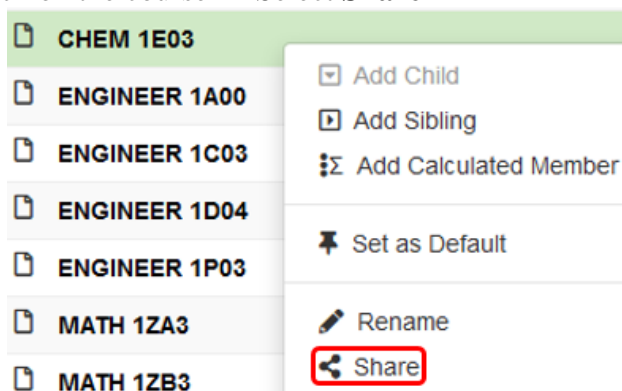 CHEM 1E03
ENGINEER 1A00
ENGINEER 1C03
ENGINEER 1D04
ENGINEER 1P03
MATH 1ZA3
MATH 1ZB3
Add Child
Add Sibling
Σ Add Calculated Member
Set as Default
Rename
Share